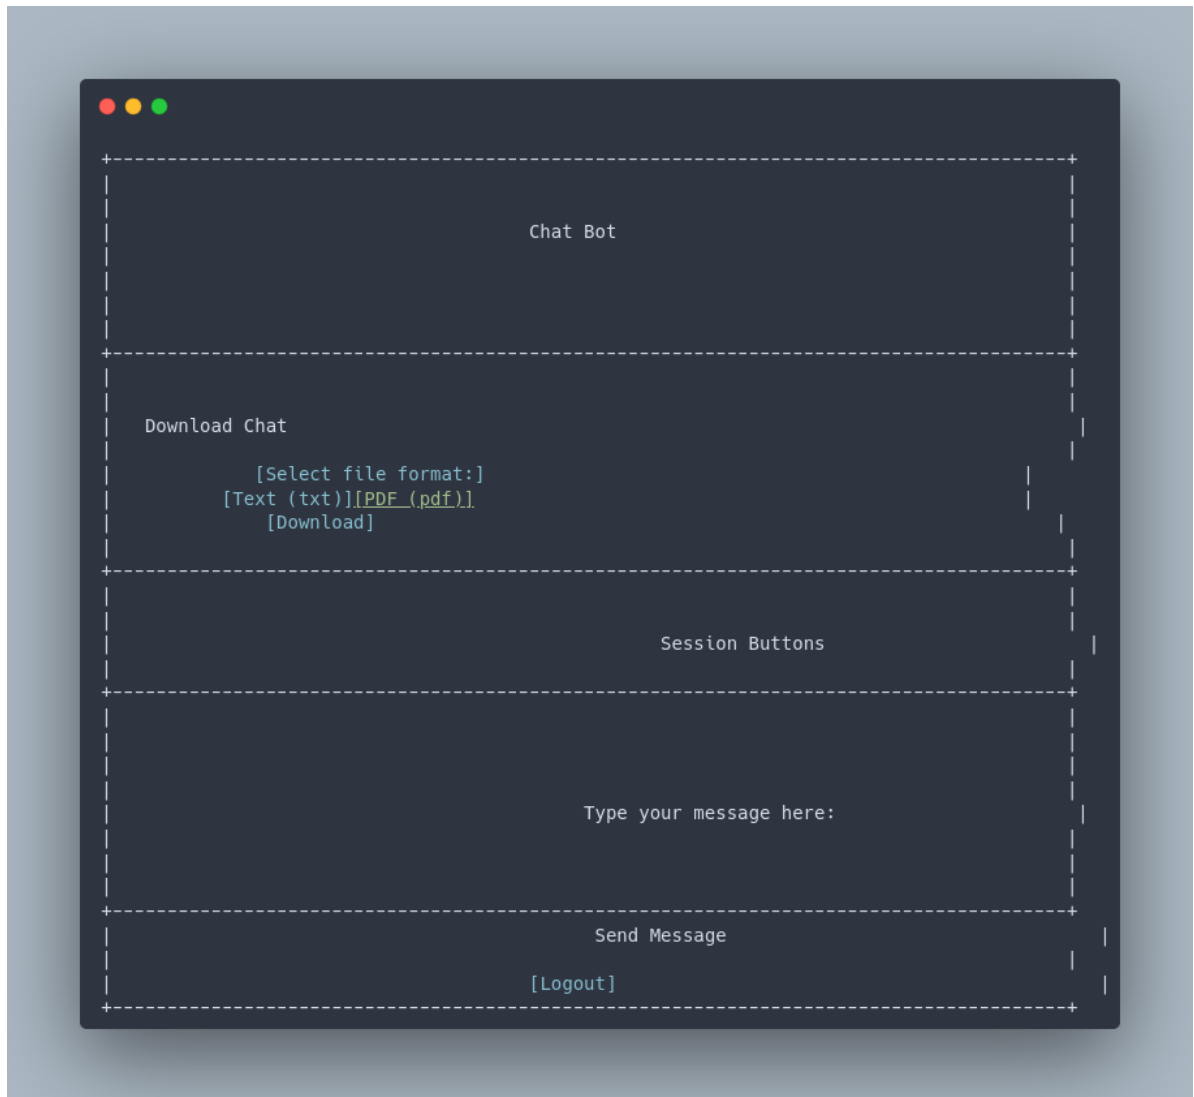 Chat Bot
Download Chat
[Select file format:]
[Text (txt)][PDF (pdf)]
[Download]
Session Buttons
Type your message here:
Send Message
[Logout]